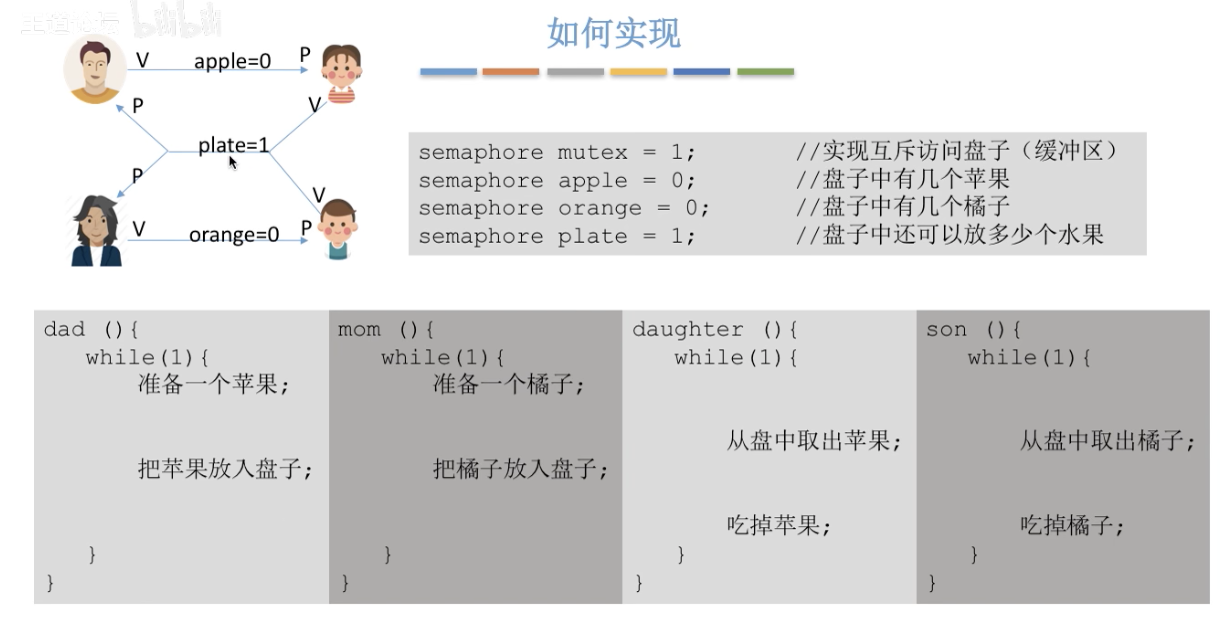 如何实现
V apple=0 P
P
V
plate=1
P
V
V orange=0 P
semaphore mutex = 1; //实现互斥访问盘子（缓冲区）
semaphore apple = 0; //盘子中有几个苹果
semaphore orange = 0; //盘子中有几个橘子
semaphore plate = 1; //盘子中还可以放多少个水果
dad (){
while(1){
准备一个苹果;
把苹果放入盘子;
}
}
mom (){
while(1){
准备一个橘子;
把橘子放入盘子;
}
}
daughter (){
while(1){
从盘中取出苹果;
吃掉苹果;
}
}
son (){
while(1){
从盘中取出橘子;
吃掉橘子;
}
}